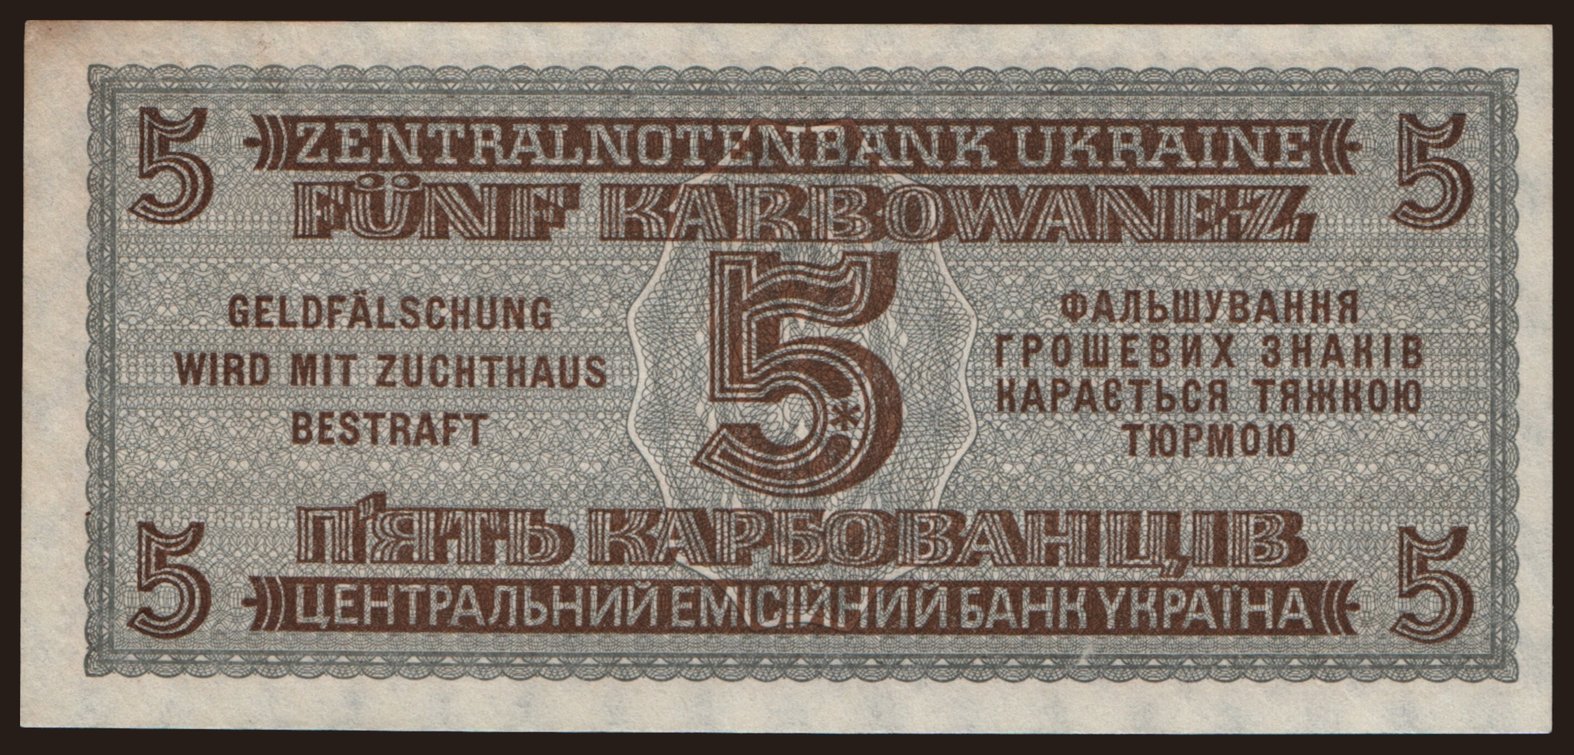 5 ZENTRALNOTENBANK UKRAINE 5
FÜNF KARBOWANEZ
5
GELDFÄLSCHUNG
WIRD MIT ZUCHTHAUS
BESTRAFT
ФАЛЬШУВАННЯ
ГРОШЕВИХ ЗНАКІВ
КАРАЄТЬСЯ ТЯЖКОЮ
ТЮРМОЮ
П'ЯТЬ КАРБОВАНЦІВ
5 ЦЕНТРАЛЬНИЙ ЕМІСІЙНИЙ БАНК УКРАЇНА 5